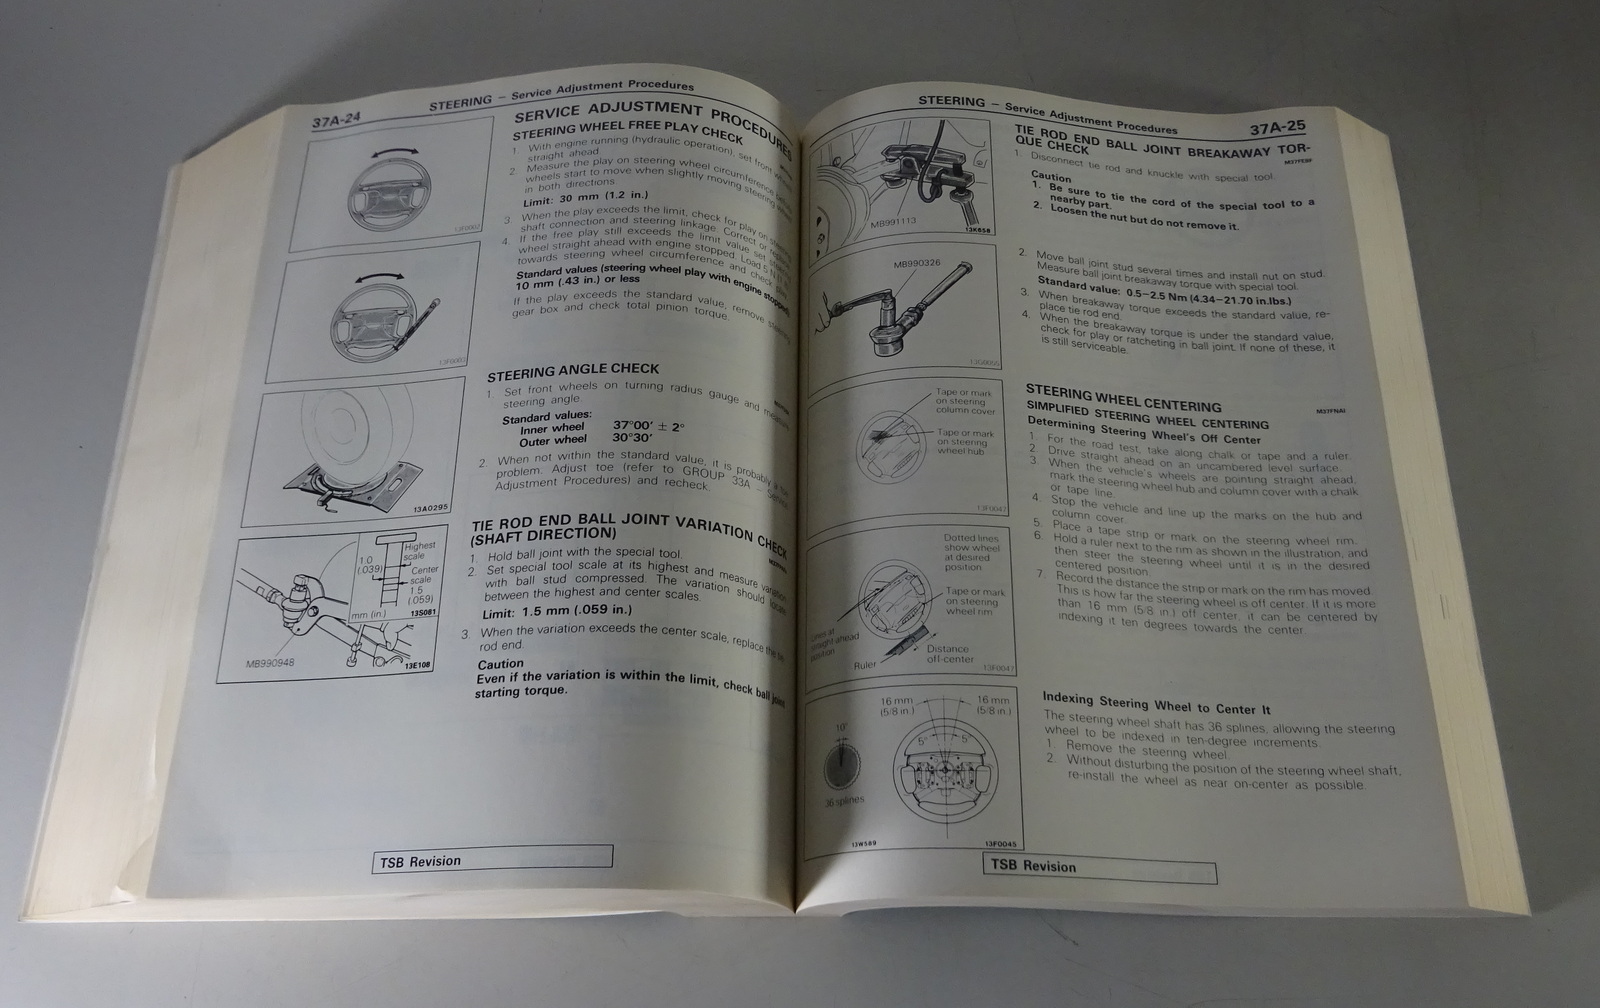 37A-24
STEERING – Service Adjustment Procedures
SERVICE ADJUSTMENT PROCEDURES
STEERING WHEEL FREE PLAY CHECK
1. With engine running (hydraulic operation), set front wheels
straight ahead.
2. Measure the play on steering wheel circumference before
wheels start to move when slightly moving steering wheel
in both directions
Limit: 30 mm (1.2 in.)
3. When the play exceeds the limit, check for play on steering
shaft connection and steering linkage. Correct or replace
4. If the free play still exceeds the limit value, set steering
wheel straight ahead with engine stopped. Load 5 N
towards steering wheel circumference and check play.
Standard values (steering wheel play with engine stopped)
10 mm (.43 in.) or less
If the play exceeds the standard value, remove steering
gear box and check total pinion torque.
13F0002
13F0003
STEERING ANGLE CHECK
1. Set front wheels on turning radius gauge and measure
steering angle.
Standard values:
Inner wheel 37°00' ± 2°
Outer wheel 30°30'
2. When not within the standard value, it is probably a toe
problem. Adjust toe (refer to GROUP 33A – Service
Adjustment Procedures) and recheck.
13A0295
TIE ROD END BALL JOINT VARIATION CHECK
(SHAFT DIRECTION)
1. Hold ball joint with the special tool.
2. Set special tool scale at its highest and measure variation
with ball stud compressed. The variation should locate
between the highest and center scales.
Limit: 1.5 mm (.059 in.)
3. When the variation exceeds the center scale, replace the tie
rod end.
Caution
Even if the variation is within the limit, check ball joint
starting torque.
1.0
(.039)
Highest
scale
Center
scale
1.5
(.059)
mm (in.)
13S081
MB990948
13E108
TSB Revision
STEERING – Service Adjustment Procedures
37A-25
TIE ROD END BALL JOINT BREAKAWAY TOR-
QUE CHECK
1. Disconnect tie rod and knuckle with special tool.
Caution
1. Be sure to tie the cord of the special tool to a
nearby part.
2. Loosen the nut but do not remove it.
MB991113
13K658
2. Move ball joint stud several times and install nut on stud.
Measure ball joint breakaway torque with special tool.
Standard value: 0.5–2.5 Nm (4.34–21.70 in.lbs.)
3. When breakaway torque exceeds the standard value, re-
place tie rod end.
4. When the breakaway torque is under the standard value,
check for play or ratcheting in ball joint. If none of these, it
is still serviceable.
MB990326
STEERING WHEEL CENTERING
M37FNAI
SIMPLIFIED STEERING WHEEL CENTERING
Determining Steering Wheel's Off Center
1. For the road test, take along chalk or tape and a ruler.
2. Drive straight ahead on an uncambered level surface.
3. When the vehicle's wheels are pointing straight ahead,
mark the steering wheel hub and column cover with a chalk
or tape line.
4. Stop the vehicle and line up the marks on the hub and
column cover.
5. Place a tape strip or mark on the steering wheel rim.
6. Hold a ruler next to the rim as shown in the illustration, and
then steer the steering wheel until it is in the desired
centered position.
7. Record the distance the strip or mark on the rim has moved.
This is how far the steering wheel is off center. If it is more
than 16 mm (5/8 in.) off center, it can be centered by
indexing it ten degrees towards the center.
Tape or mark
on steering
column cover
Tape or mark
on steering
wheel hub
13F0047
Dotted lines
show wheel
at desired
position
Tape or mark
on steering
wheel rim
Lines at
straight-ahead
position
Ruler
Distance
off-center
13F0047
Indexing Steering Wheel to Center It
The steering wheel shaft has 36 splines, allowing the steering
wheel to be indexed in ten-degree increments.
1. Remove the steering wheel.
2. Without disturbing the position of the steering wheel shaft,
re-install the wheel as near on-center as possible.
16 mm
(5/8 in.)
16 mm
(5/8 in.)
10°
5°
5°
36 splines
13W589
13F0045
TSB Revision